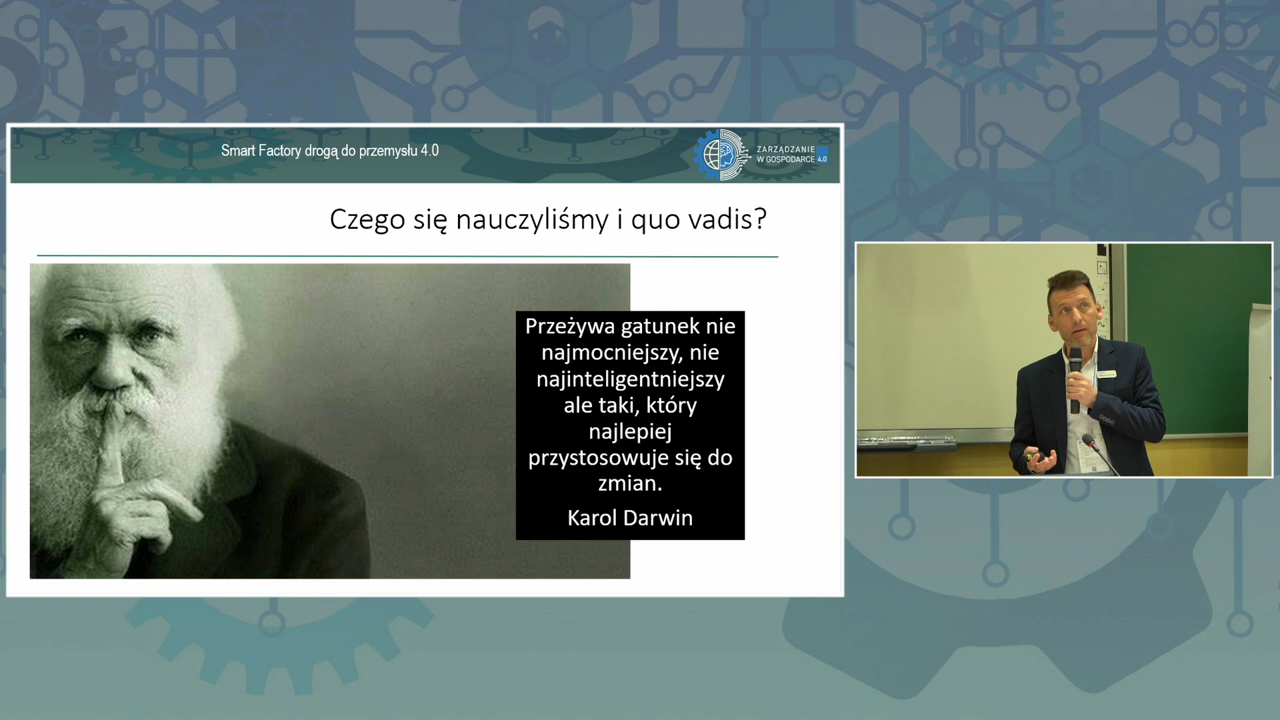 Smart Factory drogą do przemysłu 4.0
ZARZĄDZANIE
W GOSPODARCE 4.0
Czego się nauczyliśmy i quo vadis?
Przeżywa gatunek nie
najmocniejszy, nie
najinteligentniejszy
ale taki, który
najlepiej
przystosowuje się do
zmian.
Karol Darwin